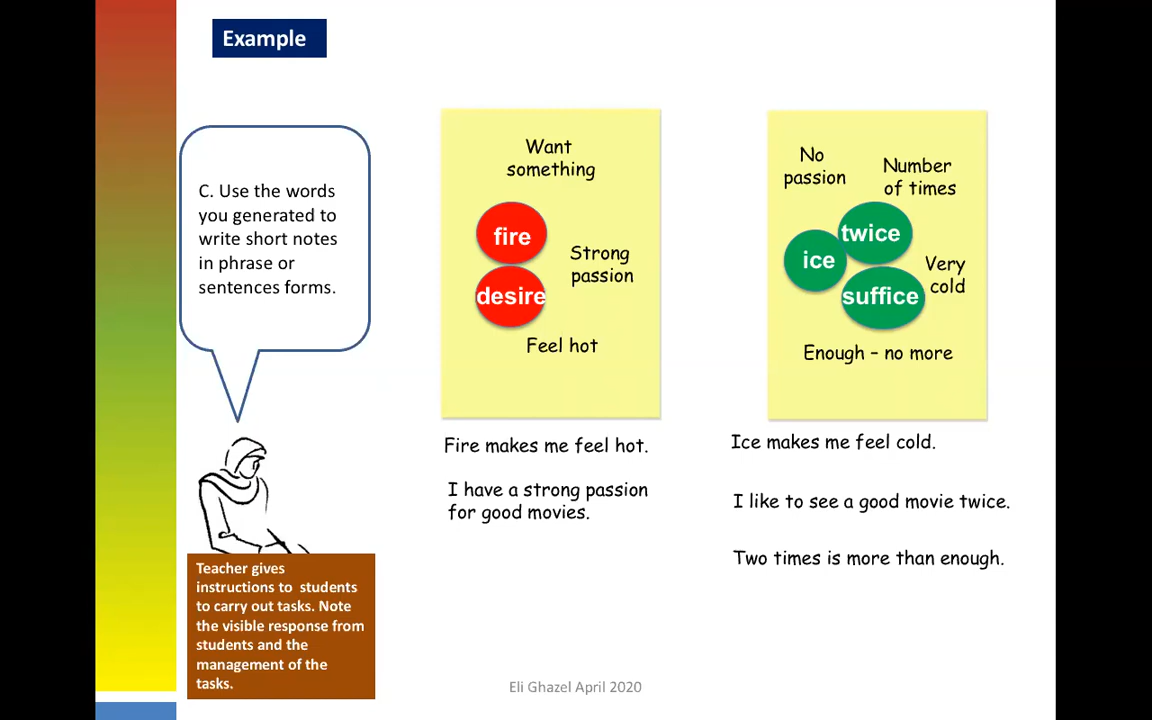 Example
C. Use the words
you generated to
write short notes
in phrase or
sentences forms.
Teacher gives
instructions to students
to carry out tasks. Note
the visible response from
students and the
management of the
tasks.
Want
something
fire
desire
Strong
passion
Feel hot
Fire makes me feel hot.
I have a strong passion
for good movies.
No
passion
Number
of times
twice
ice
suffice
Very
cold
Enough – no more
Ice makes me feel cold.
I like to see a good movie twice.
Two times is more than enough.
Eli Ghazel April 2020